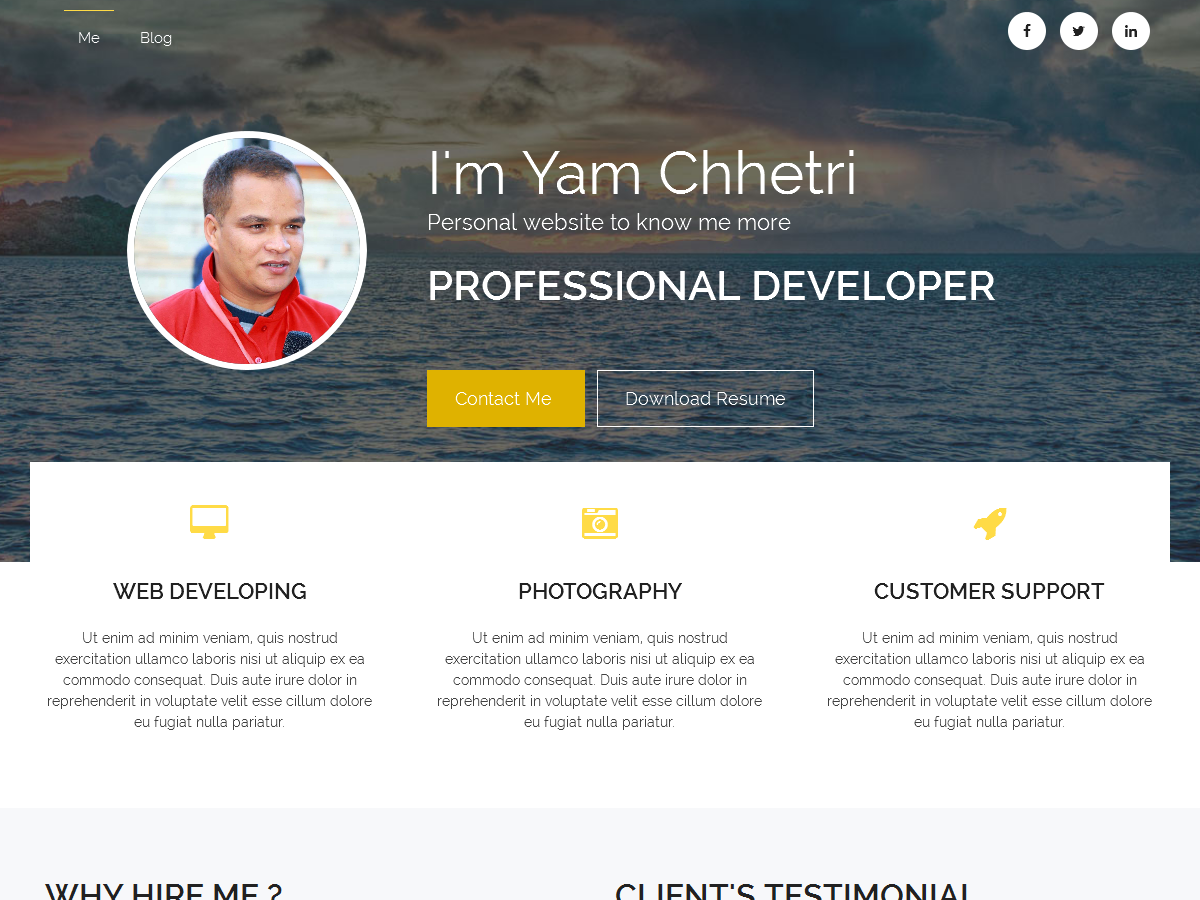 Me
Blog
I'm Yam Chhetri
Personal website to know me more
PROFESSIONAL DEVELOPER
Contact Me
Download Resume
WEB DEVELOPING
Ut enim ad minim veniam, quis nostrud
exercitation ullamco laboris nisi ut aliquip ex ea
commodo consequat. Duis aute irure dolor in
reprehenderit in voluptate velit esse cillum dolore
eu fugiat nulla pariatur.
PHOTOGRAPHY
Ut enim ad minim veniam, quis nostrud
exercitation ullamco laboris nisi ut aliquip ex ea
commodo consequat. Duis aute irure dolor in
reprehenderit in voluptate velit esse cillum dolore
eu fugiat nulla pariatur.
CUSTOMER SUPPORT
Ut enim ad minim veniam, quis nostrud
exercitation ullamco laboris nisi ut aliquip ex ea
commodo consequat. Duis aute irure dolor in
reprehenderit in voluptate velit esse cillum dolore
eu fugiat nulla pariatur.
WHY HIRE ME ?
CLIENT'S TESTIMONIAL